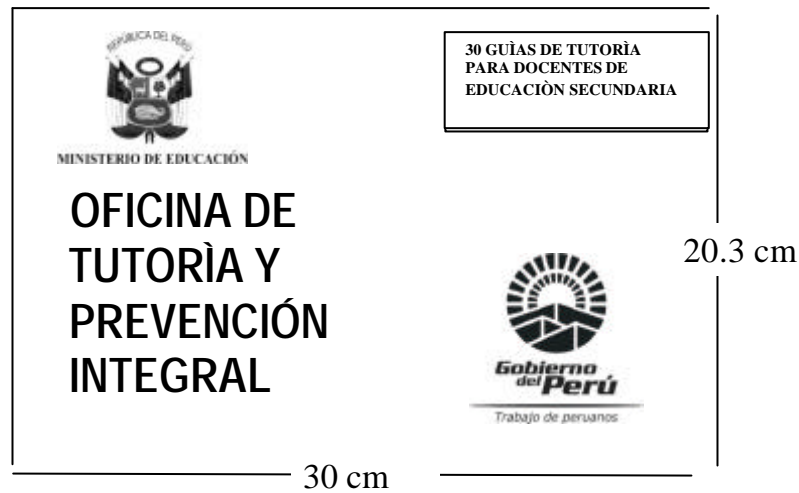 REPÚBLICA DEL PERÚ
MINISTERIO DE EDUCACIÓN
30 GUÌAS DE TUTORÌA
PARA DOCENTES DE
EDUCACIÒN SECUNDARIA
OFICINA DE
TUTORÌA Y
PREVENCIÓN
INTEGRAL
20.3 cm
Gobierno
del Perú
Trabajo de peruanos
30 cm